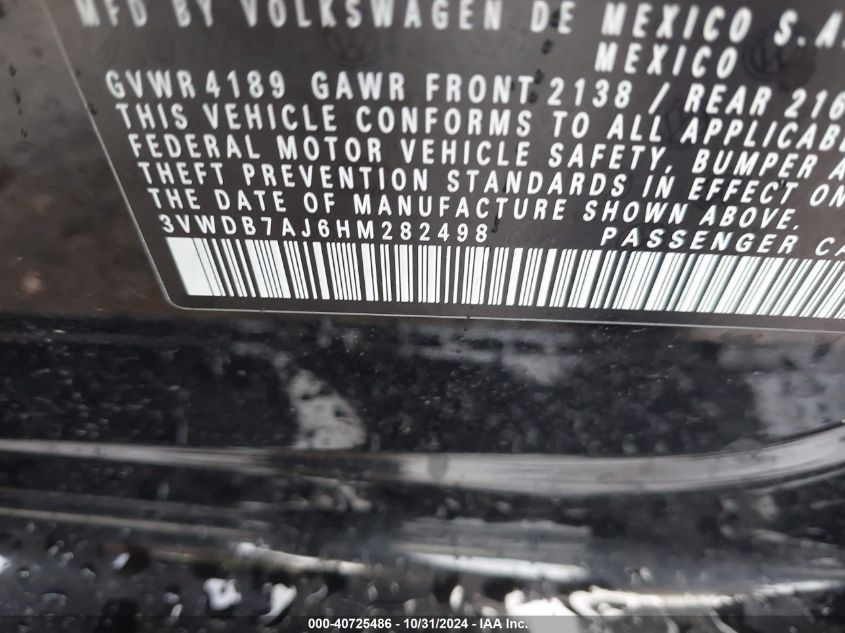 MFD BY VOLKSWAGEN DE MEXICO S.A.
MEXICO
GVWR 4189 GAWR FRONT 2138 / REAR 216
THIS VEHICLE CONFORMS TO ALL APPLICABLE
FEDERAL MOTOR VEHICLE SAFETY, BUMPER A
THEFT PREVENTION STANDARDS IN EFFECT ON
THE DATE OF MANUFACTURE SHOWN ABOVE.
3VWDB7AJ6HM282498 PASSENGER CA
000-40725486 - 10/31/2024 - IAA Inc.